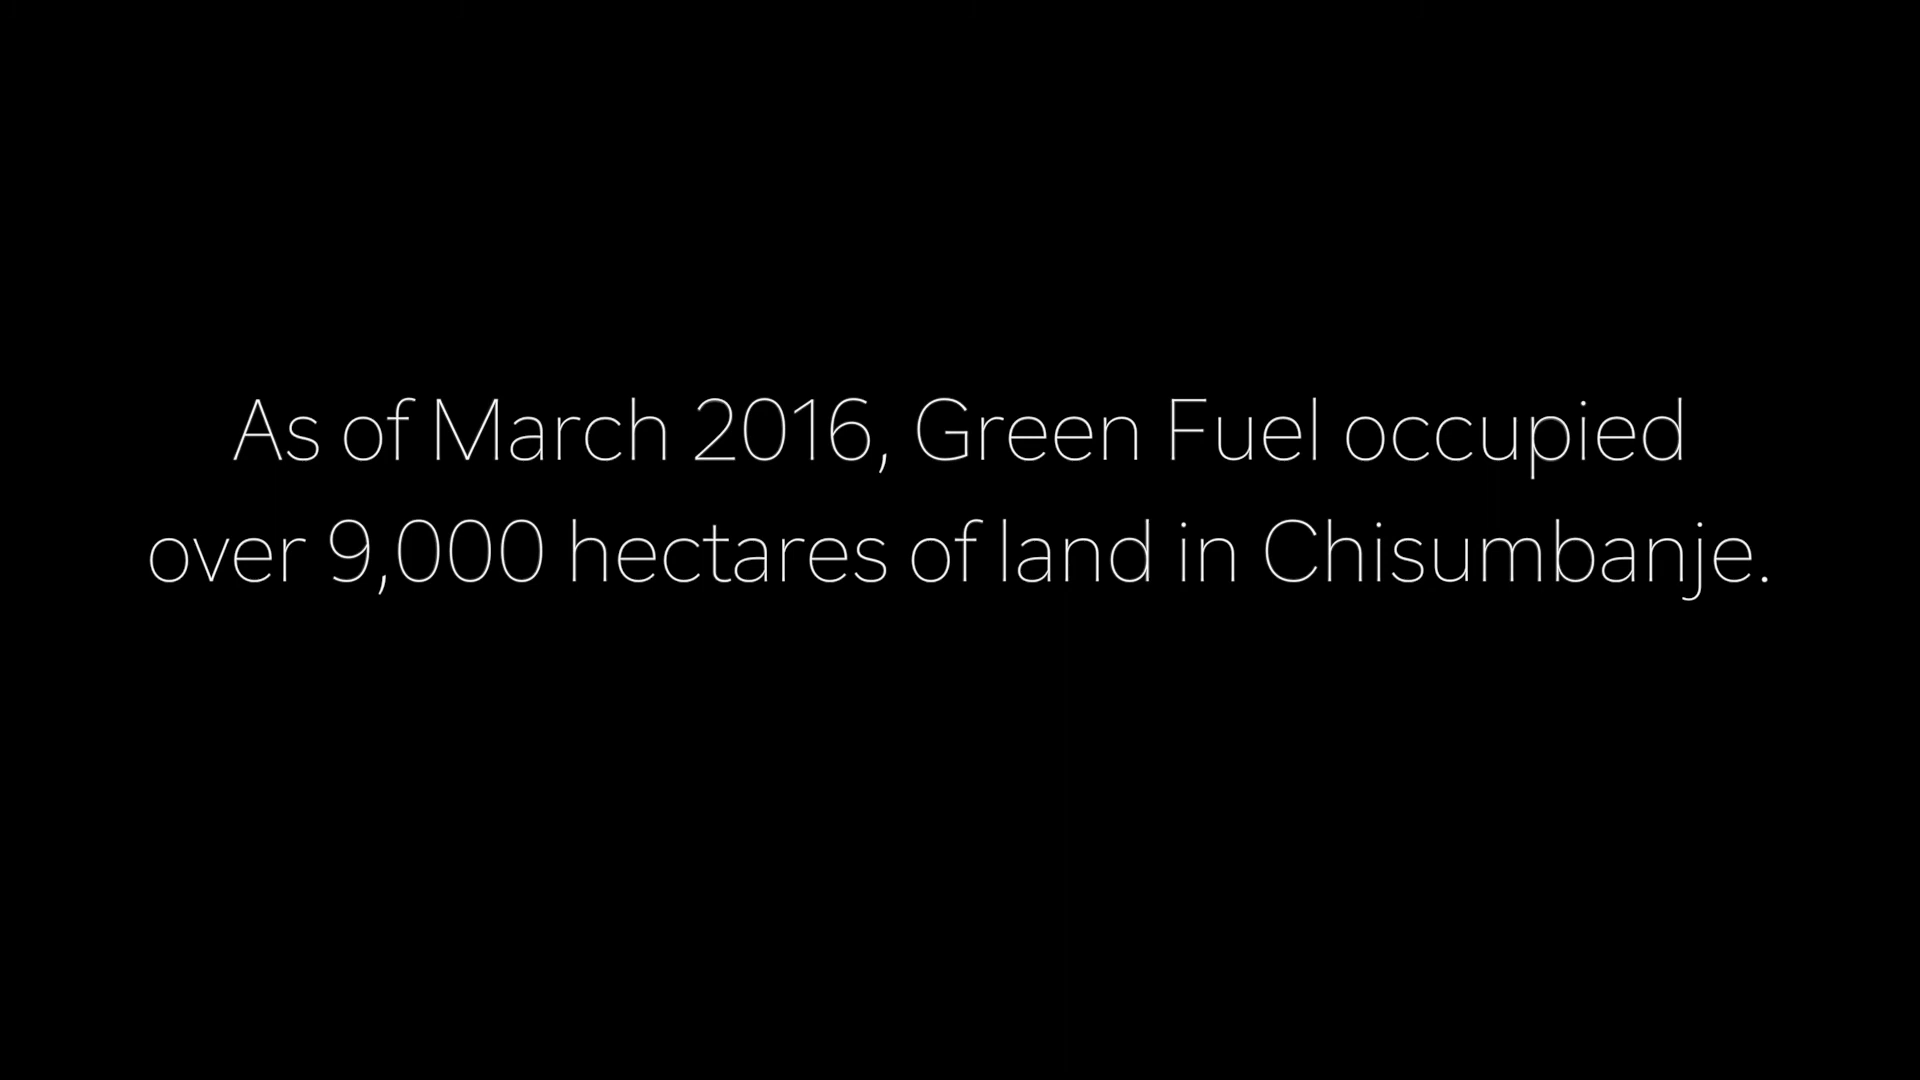 As of March 2016, Green Fuel occupied
over 9,000 hectares of land in Chisumbanje.